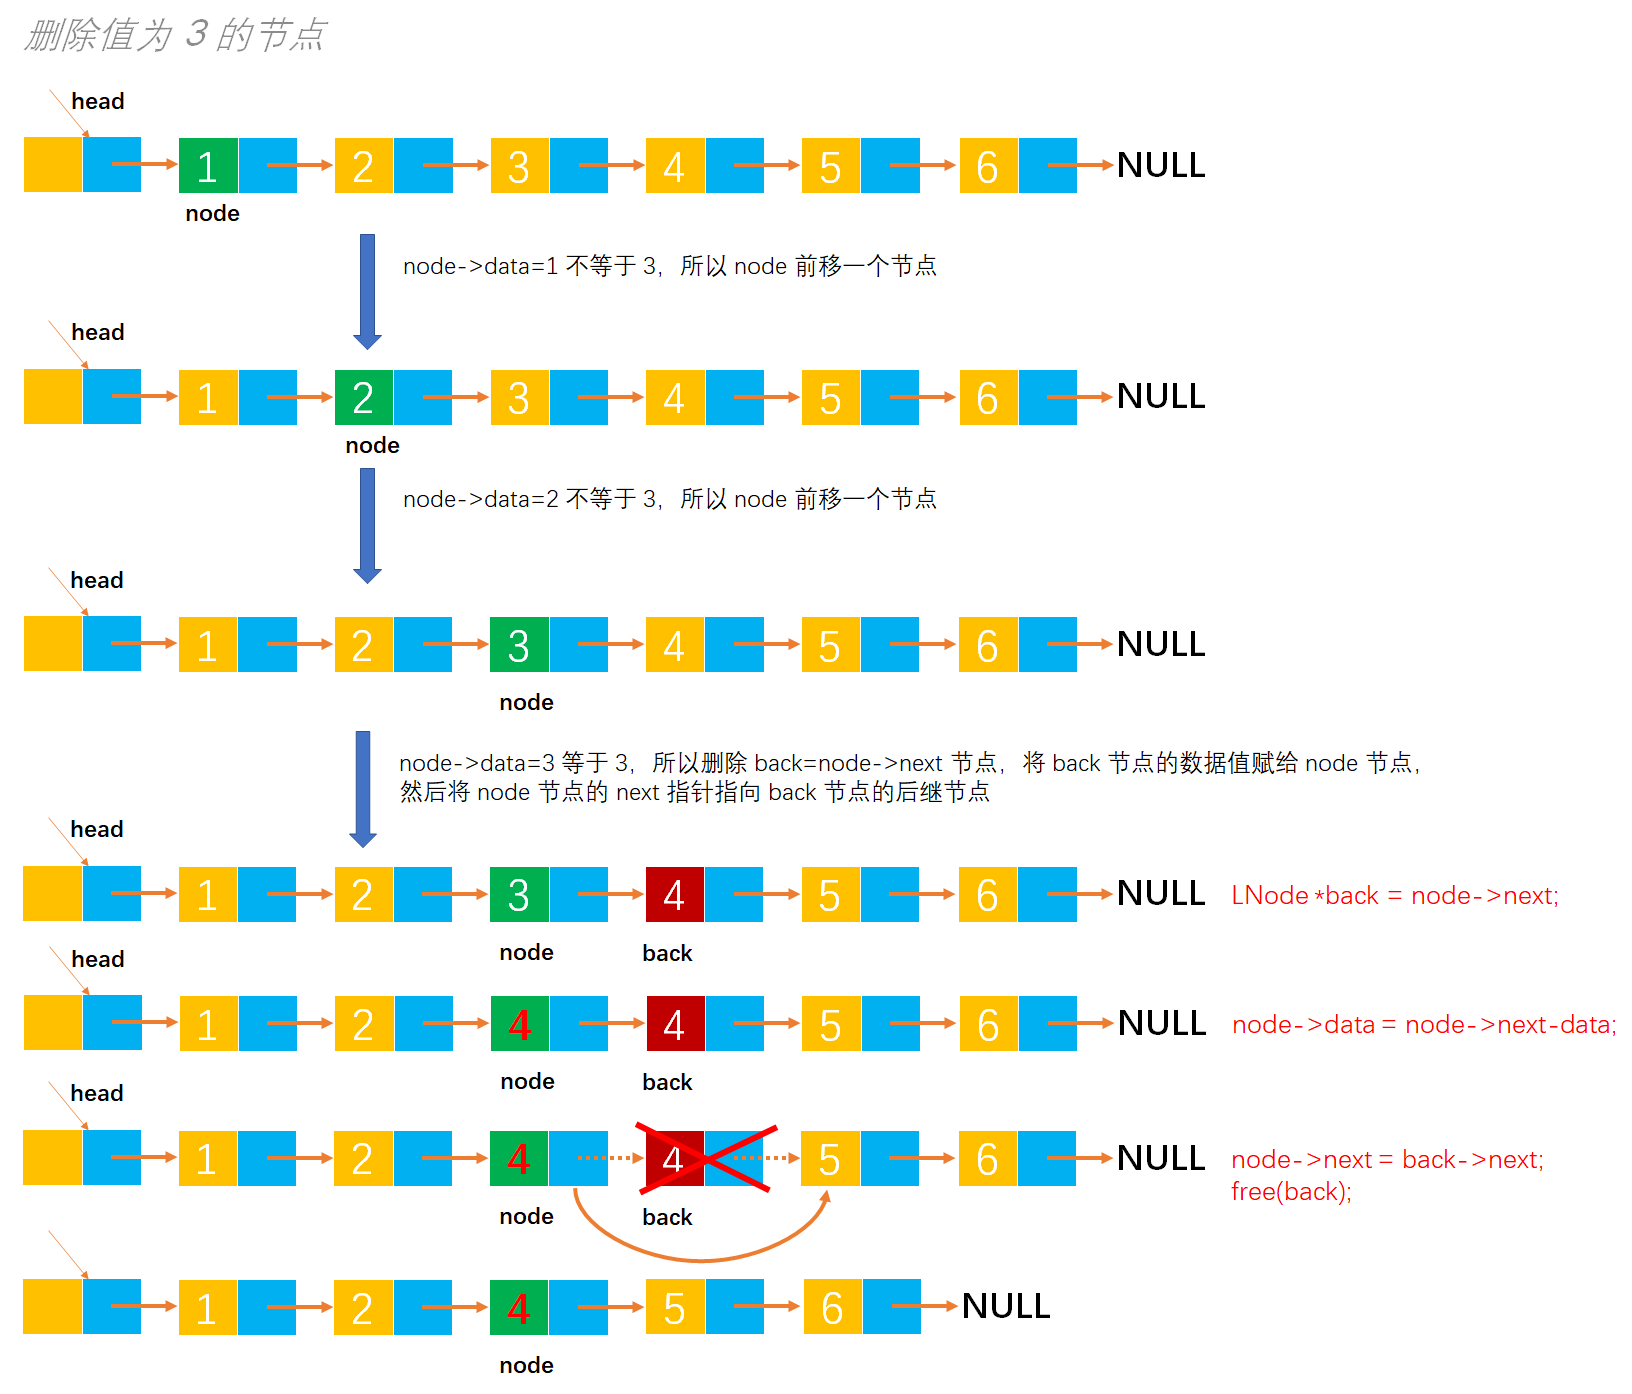 删除值为 3 的节点
head
1 2 3 4 5 6 NULL
node
node->data=1 不等于 3，所以 node 前移一个节点
head
1 2 3 4 5 6 NULL
node
node->data=2 不等于 3，所以 node 前移一个节点
head
1 2 3 4 5 6 NULL
node
node->data=3 等于 3，所以删除 back=node->next 节点，将 back 节点的数据值赋给 node 节点，
然后将 node 节点的 next 指针指向 back 节点的后继节点
head
1 2 3 4 5 6 NULL LNode *back = node->next;
node back
head
1 2 4 4 5 6 NULL node->data = node->next-data;
node back
head
1 2 4 4 5 6 NULL node->next = back->next;
free(back);
node back
1 2 4 5 6 NULL
node